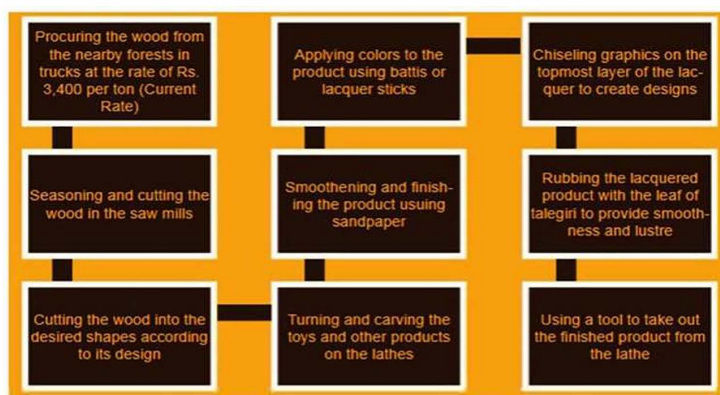 Procuring the wood from
the nearby forests in
trucks at the rate of Rs.
3,400 per ton (Current
Rate)
Seasoning and cutting the
wood in the saw mills
Cutting the wood into the
desired shapes according
to its design
Turning and carving the
toys and other products
on the lathes
Smoothening and finish-
ing the product usuing
sandpaper
Applying colors to the
product using battis or
lacquer sticks
Chiseling graphics on the
topmost layer of the lac-
quer to create designs
Rubbing the lacquered
product with the leaf of
talegiri to provide smooth-
ness and lustre
Using a tool to take out
the finished product from
the lathe